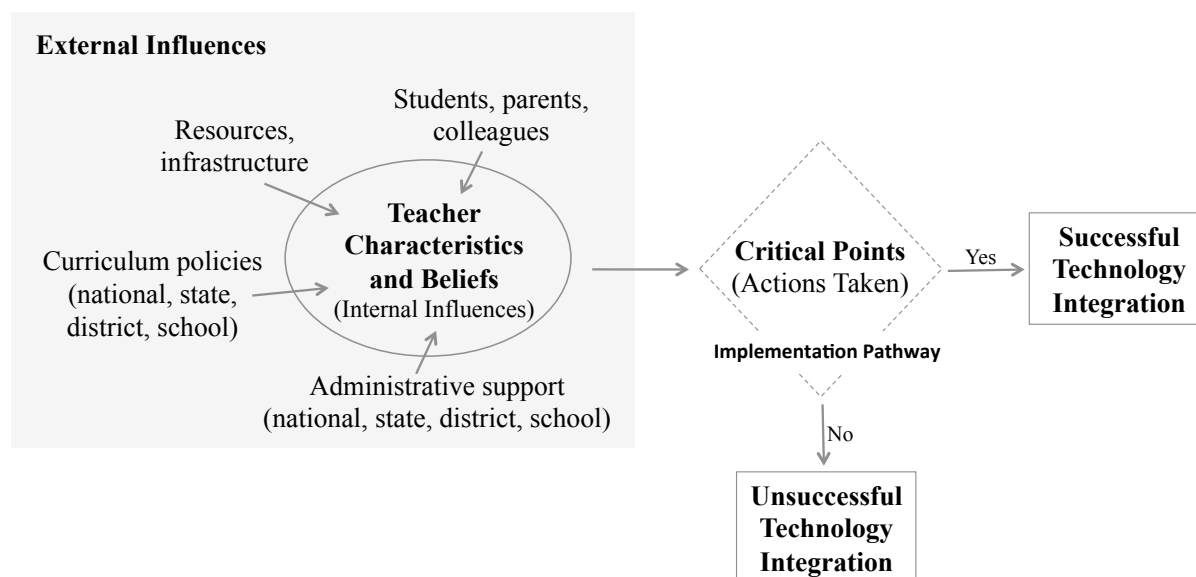 External Influences
Students, parents,
colleagues
Resources,
infrastructure
Teacher
Characteristics
and Beliefs
(Internal Influences)
Curriculum policies
(national, state,
district, school)
Administrative support
(national, state, district, school)
Critical Points
(Actions Taken)
Implementation Pathway
Yes
Successful
Technology
Integration
No
Unsuccessful
Technology
Integration